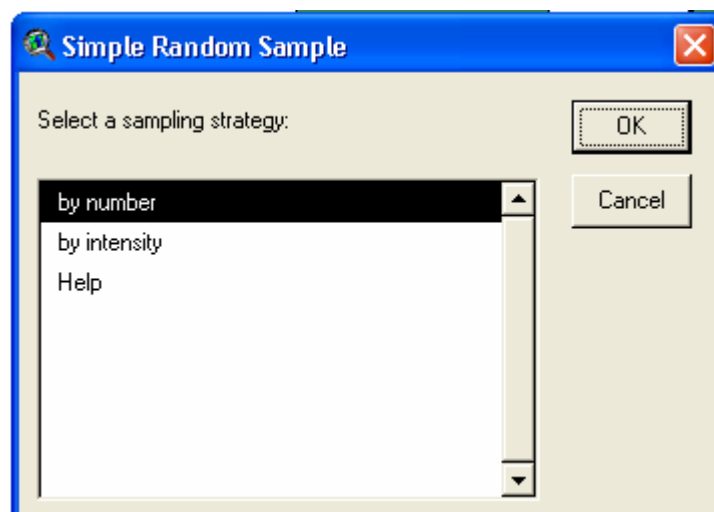 Simple Random Sample
Select a sampling strategy:
OK
by number
Cancel
by intensity
Help